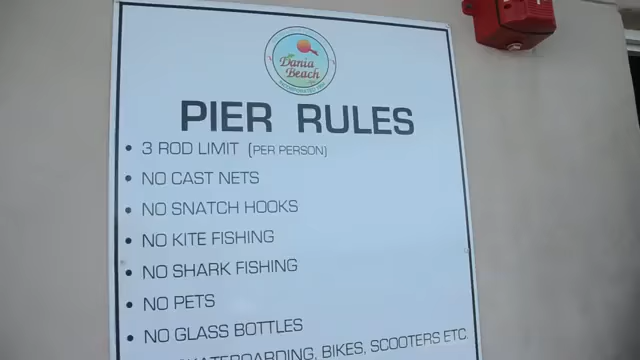 Dania
Beach
PIER RULES
• 3 ROD LIMIT (PER PERSON)
• NO CAST NETS
• NO SNATCH HOOKS
• NO KITE FISHING
• NO SHARK FISHING
• NO PETS
• NO GLASS BOTTLES
SKATEBOARDING, BIKES, SCOOTERS ETC.